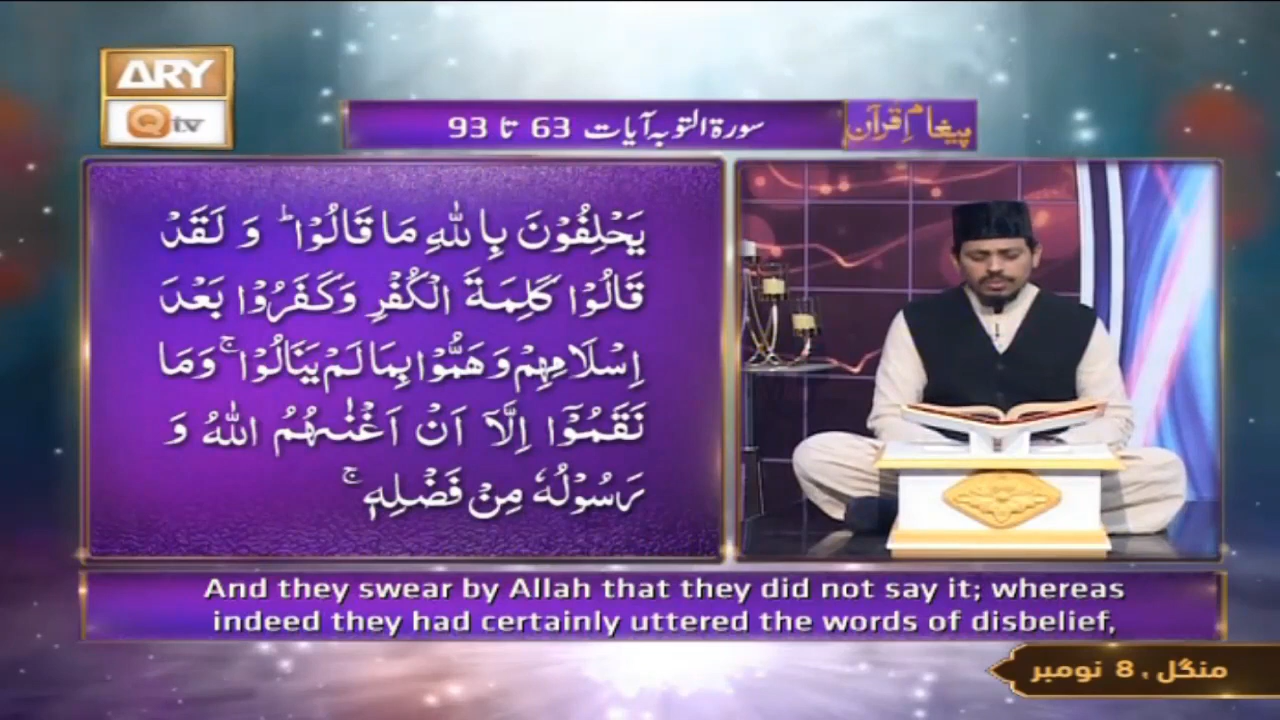 ARY
Qtv
پیغامِ قرآن
سورۃ التوبہ آیات 63 تا 93
يَحۡلِفُوۡنَ بِاللّٰهِ مَا قَالُوۡا ؕ وَ لَقَدۡ
قَالُوۡا كَلِمَةَ الۡكُفۡرِ وَكَفَرُوۡا بَعۡدَ
اِسۡلَامِهِمۡ وَهَمُّوۡا بِمَا لَمۡ يَنَالُوۡا ۚ وَمَا
نَقَمُوۡۤا اِلَّاۤ اَنۡ اَغۡنٰٮهُمُ اللّٰهُ وَ
رَسُوۡلُهٗ مِنۡ فَضۡلِهٖ ۚ
And they swear by Allah that they did not say it; whereas
indeed they had certainly uttered the words of disbelief,
منگل، 8 نومبر